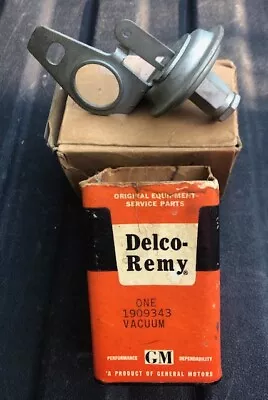 ORIGINAL EQUIPMENT
SERVICE PARTS
Delco-
Remy®
ONE
1909343
VACUUM
PERFORMANCE GM DEPENDABILITY
A PRODUCT OF GENERAL MOTORS